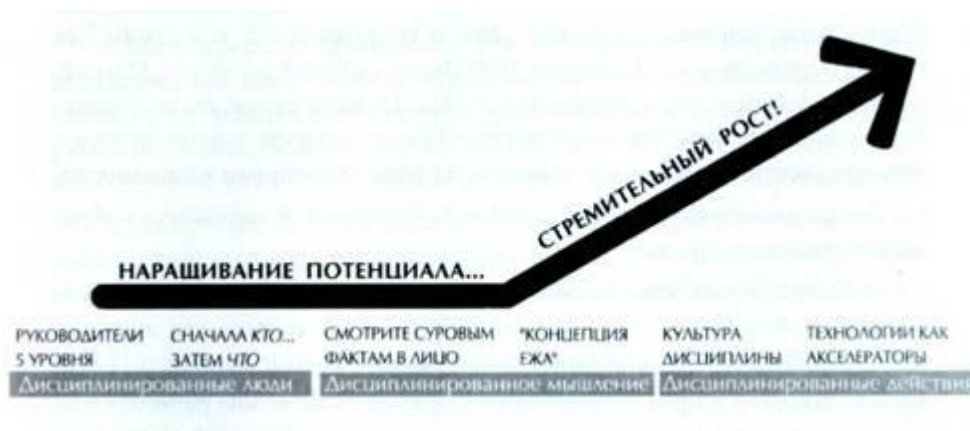 СТРЕМИТЕЛЬНЫЙ РОСТ!
НАРАЩИВАНИЕ ПОТЕНЦИАЛА...
РУКОВОДИТЕЛИ
5 УРОВНЯ
СНАЧАЛА КТО...
ЗАТЕМ ЧТО
СМОТРИТЕ СУРОВЫМ
ФАКТАМ В ЛИЦО
"КОНЦЕПЦИЯ
ЕЖА"
КУЛЬТУРА
ДИСЦИПЛИНЫ
ТЕХНОЛОГИИ КАК
АКСЕЛЕРАТОРЫ
Дисциплинированные люди
Дисциплинированное мышление
Дисциплинированные действия